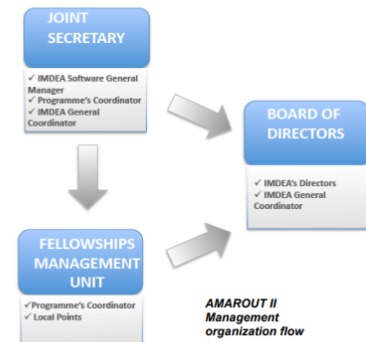 JOINT
SECRETARY
✓ IMDEA Software General
Manager
✓ Programme's Coordinator
✓ IMDEA General
Coordinator
BOARD OF
DIRECTORS
✓ IMDEA's Directors
✓ IMDEA General
Coordinator
FELLOWSHIPS
MANAGEMENT
UNIT
✓Programme's Coordinator
✓ Local Points
AMAROUT II
Management
organization flow